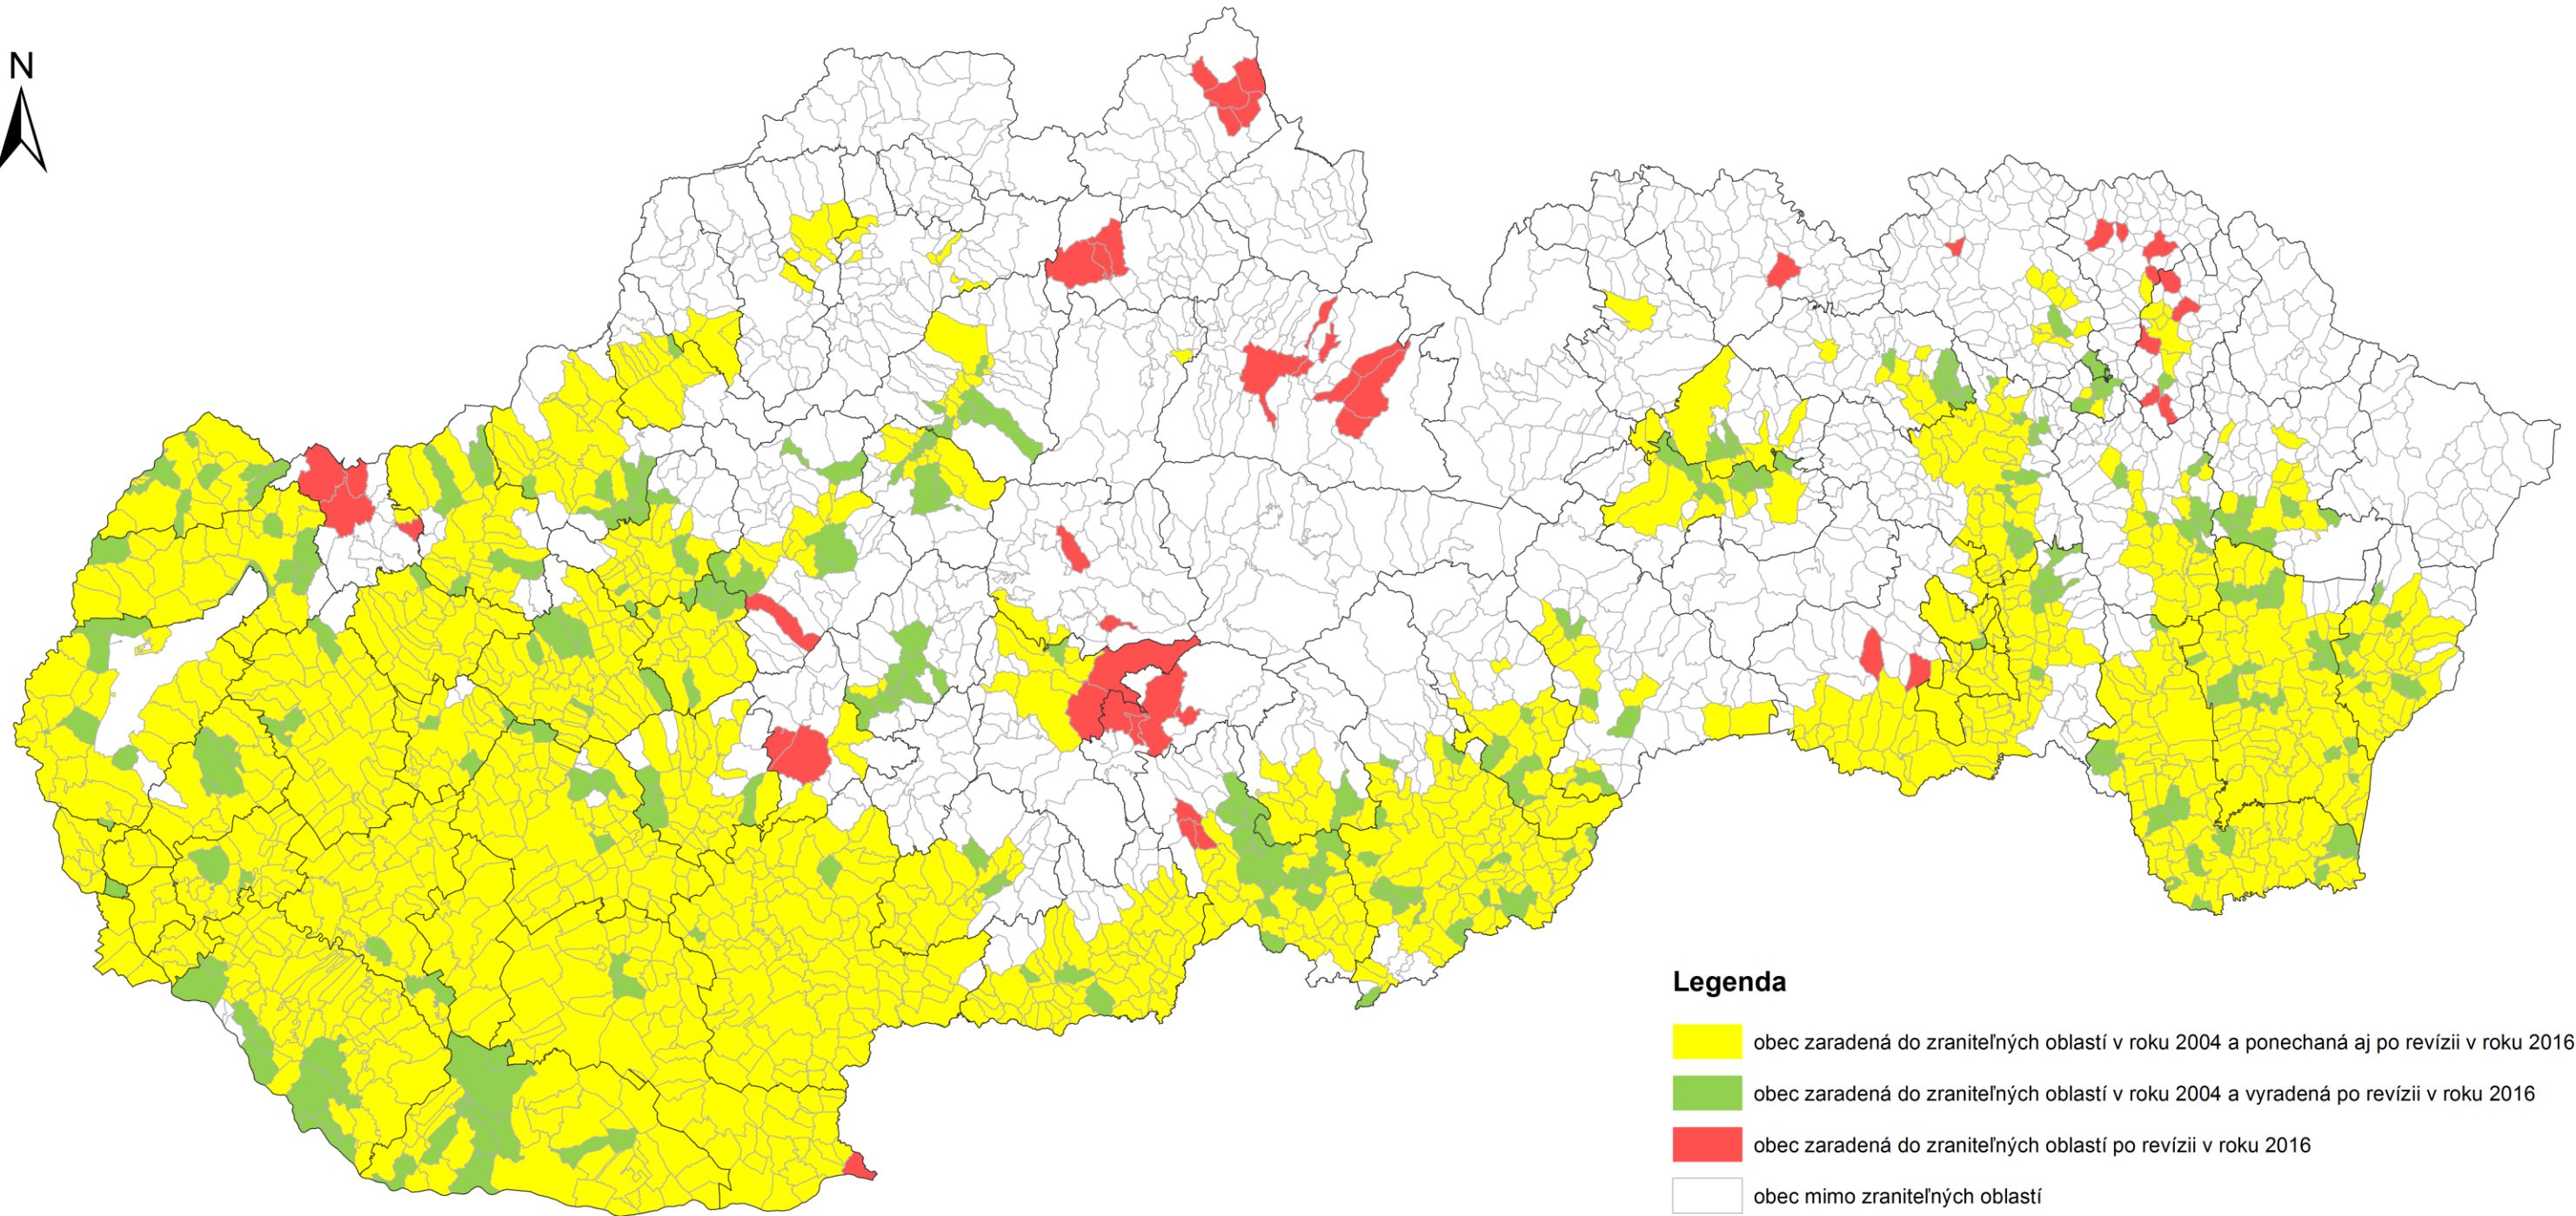 N
Legenda
obec zaradená do zraniteľných oblastí v roku 2004 a ponechaná aj po revízii v roku 2016
obec zaradená do zraniteľných oblastí v roku 2004 a vyradená po revízii v roku 2016
obec zaradená do zraniteľných oblastí po revízii v roku 2016
obec mimo zraniteľných oblastí